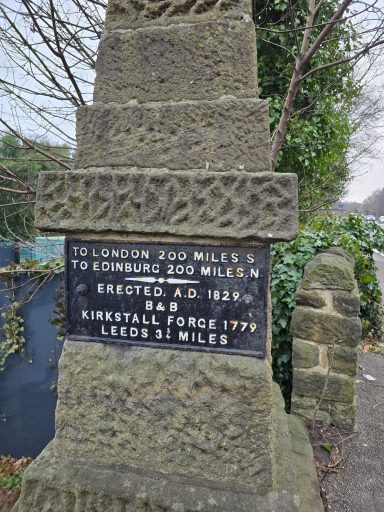 TO LONDON 200 MILES S
TO EDINBURG 200 MILES.N
ERECTED. A.D. 1829.
B&B
KIRKSTALL FORGE 1779
LEEDS 3½ MILES